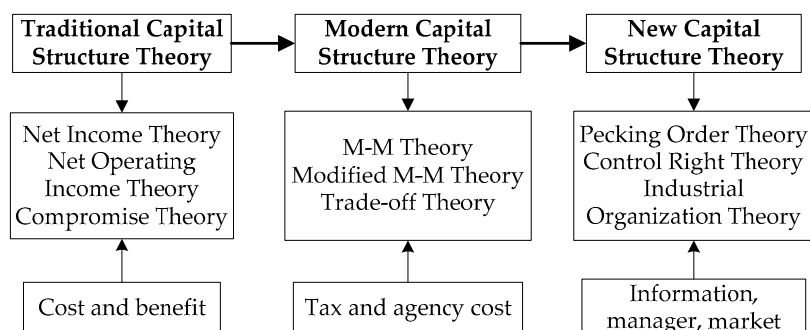 Traditional Capital
Structure Theory
Modern Capital
Structure Theory
New Capital
Structure Theory
Net Income Theory
Net Operating
Income Theory
Compromise Theory
M-M Theory
Modified M-M Theory
Trade-off Theory
Pecking Order Theory
Control Right Theory
Industrial
Organization Theory
Cost and benefit
Tax and agency cost
Information,
manager, market